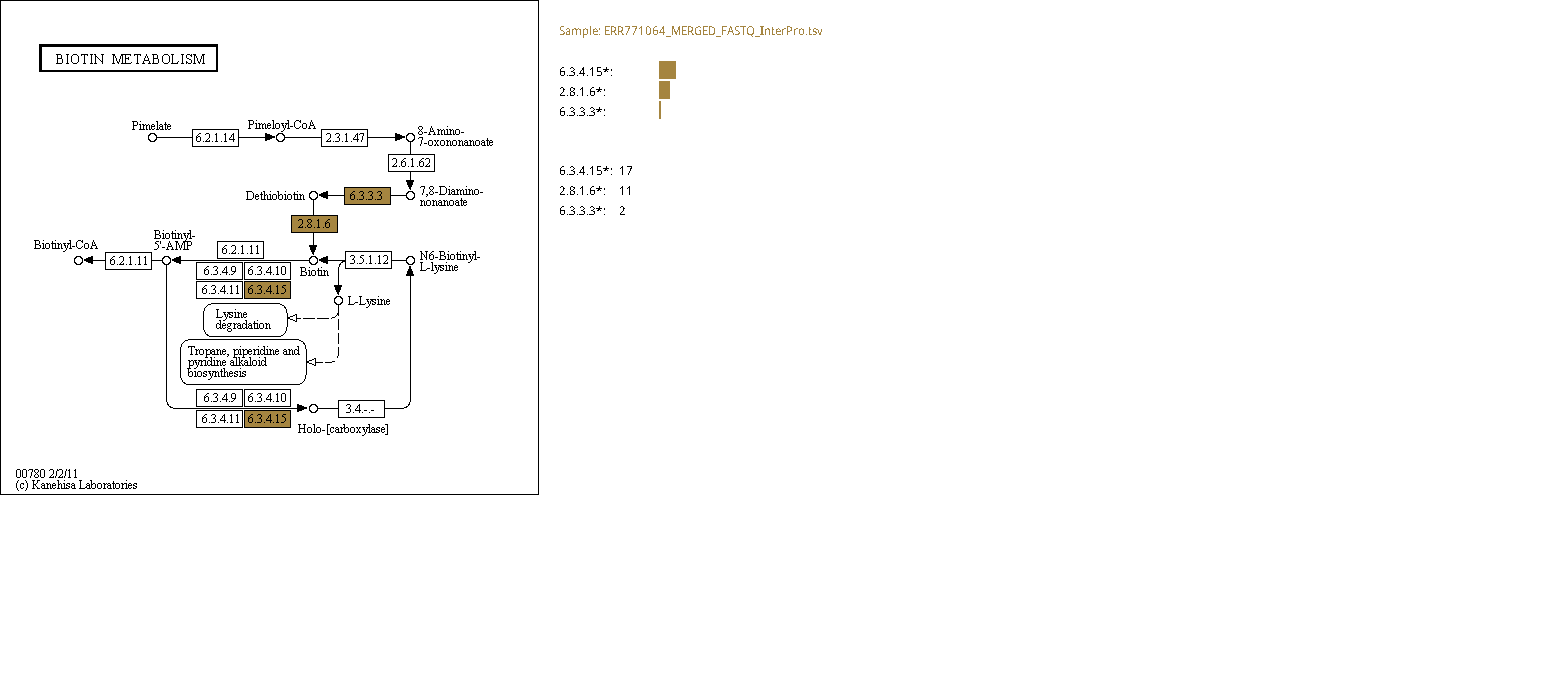 BIOTIN METABOLISM
Pimelate
6.2.1.14
Pimeloyl-CoA
2.3.1.47
8-Amino-
7-oxononanoate
2.6.1.62
Dethiobiotin
6.3.3.3
7,8-Diamino-
nonanoate
2.8.1.6
Biotinyl-CoA
6.2.1.11
Biotinyl-
5'-AMP
6.2.1.11
6.3.4.9
6.3.4.10
6.3.4.11
6.3.4.15
Biotin
3.5.1.12
N6-Biotinyl-
L-lysine
L-Lysine
Lysine
degradation
Tropane, piperidine and
pyridine alkaloid
biosynthesis
6.3.4.9
6.3.4.10
6.3.4.11
6.3.4.15
Holo-[carboxylase]
3.4.-.-
00780 2/2/11
(c) Kanehisa Laboratories
Sample: ERR771064_MERGED_FASTQ_InterPro.tsv
6.3.4.15*:
2.8.1.6*:
6.3.3.3*:
6.3.4.15*: 17
2.8.1.6*: 11
6.3.3.3*: 2